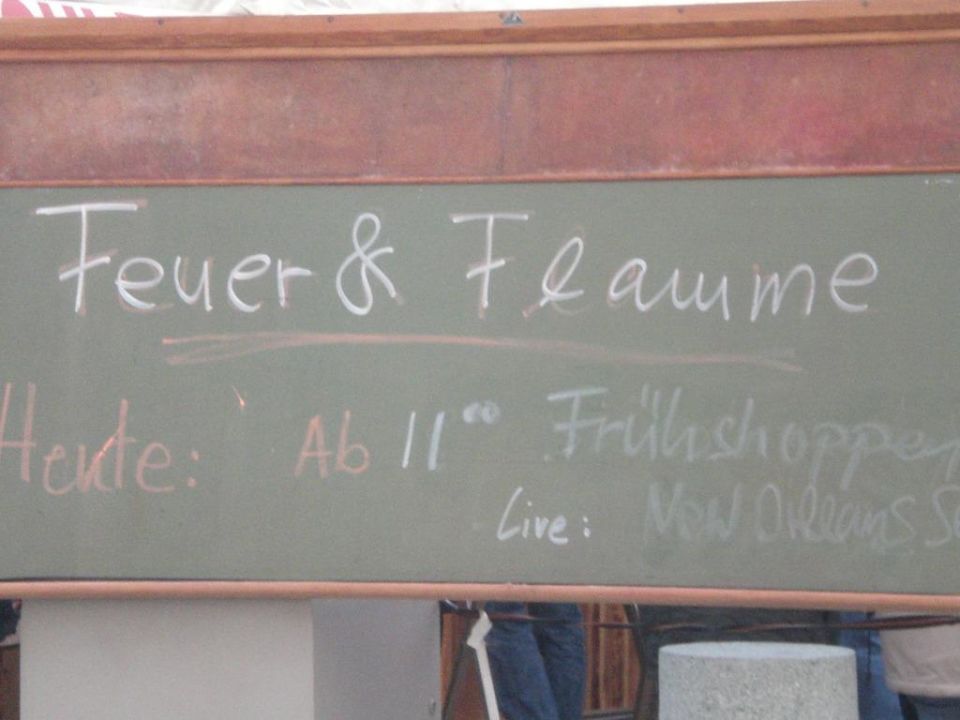 Feuer & Flamme
Heute: Ab 11⁰⁰ Frühshoppen
Live: New Orleans